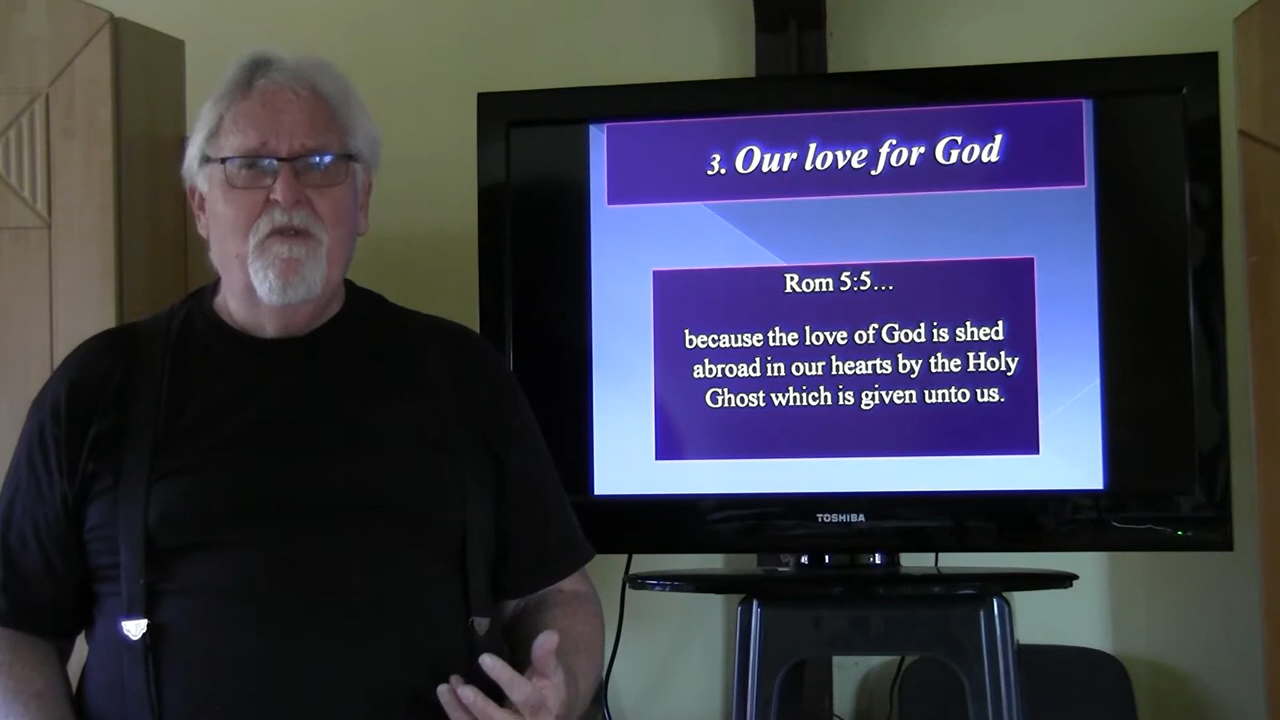 3. Our love for God
Rom 5:5...
because the love of God is shed
abroad in our hearts by the Holy
Ghost which is given unto us.
TOSHIBA